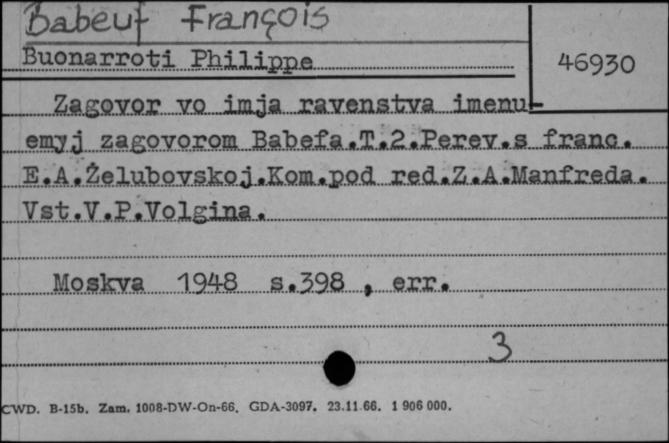 Babeuf François
Buonarroti Philippe
46930
Zagovor vo imja ravenstva imenu-
emyj zagovorom Babefa.T.2.Perev.s franc.
E.A.Želubovskoj.Kom.pod red.Z.A.Manfreda.
Vst.V.P.Volgina.
Moskva 1948 s.398 , err.
3
CWD. B-15b. Zam. 1008-DW-On-66. GDA-3097. 23.11.66. 1 906 000.